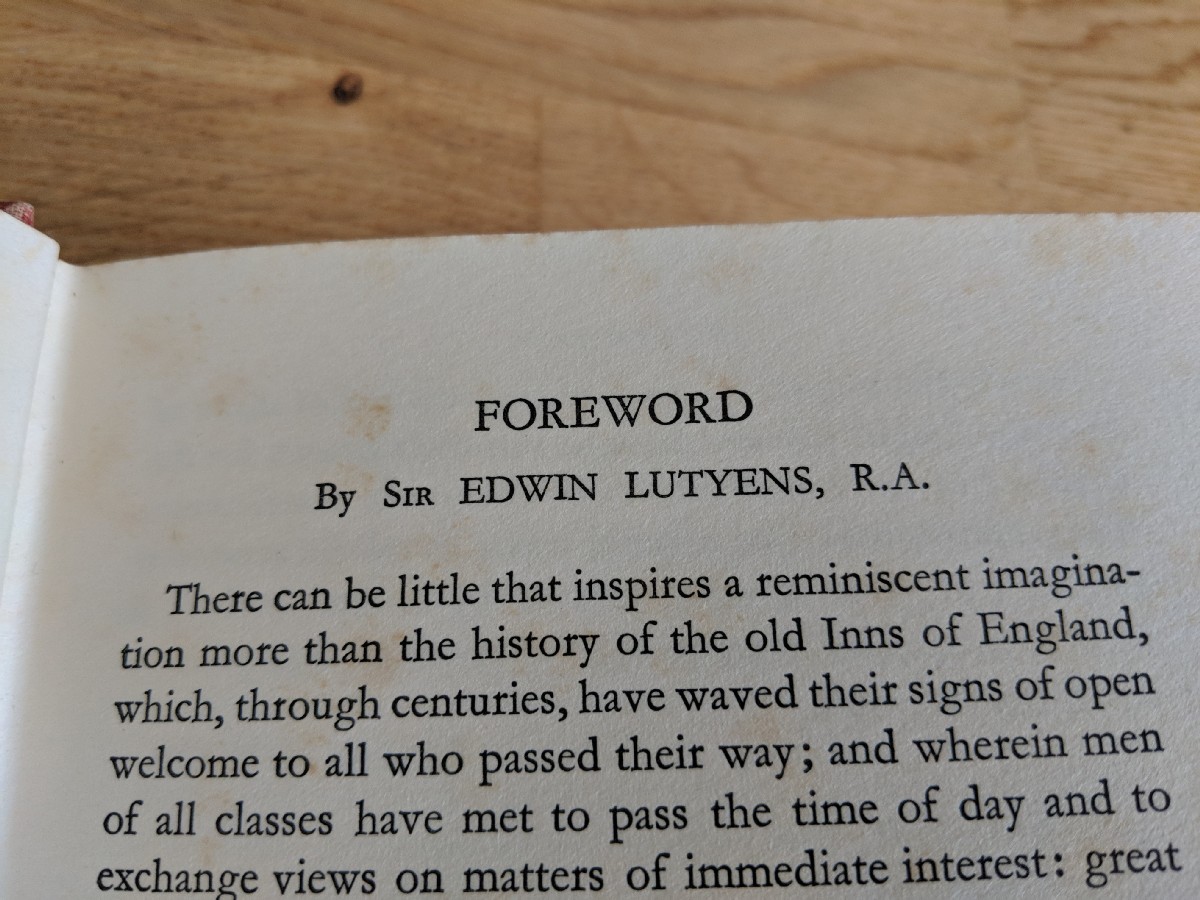 FOREWORD
By SIR EDWIN LUTYENS, R.A.
There can be little that inspires a reminiscent imagina-
tion more than the history of the old Inns of England,
which, through centuries, have waved their signs of open
welcome to all who passed their way; and wherein men
of all classes have met to pass the time of day and to
exchange views on matters of immediate interest: great